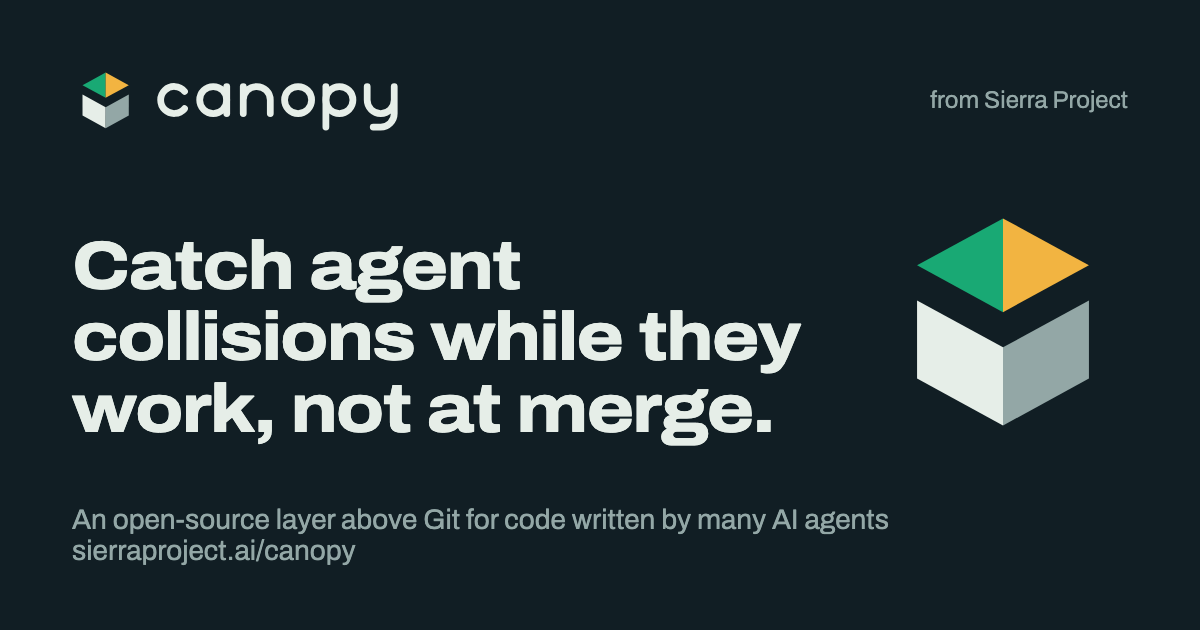 canopy
from Sierra Project
Catch agent
collisions while they
work, not at merge.
An open-source layer above Git for code written by many AI agents
sierraproject.ai/canopy